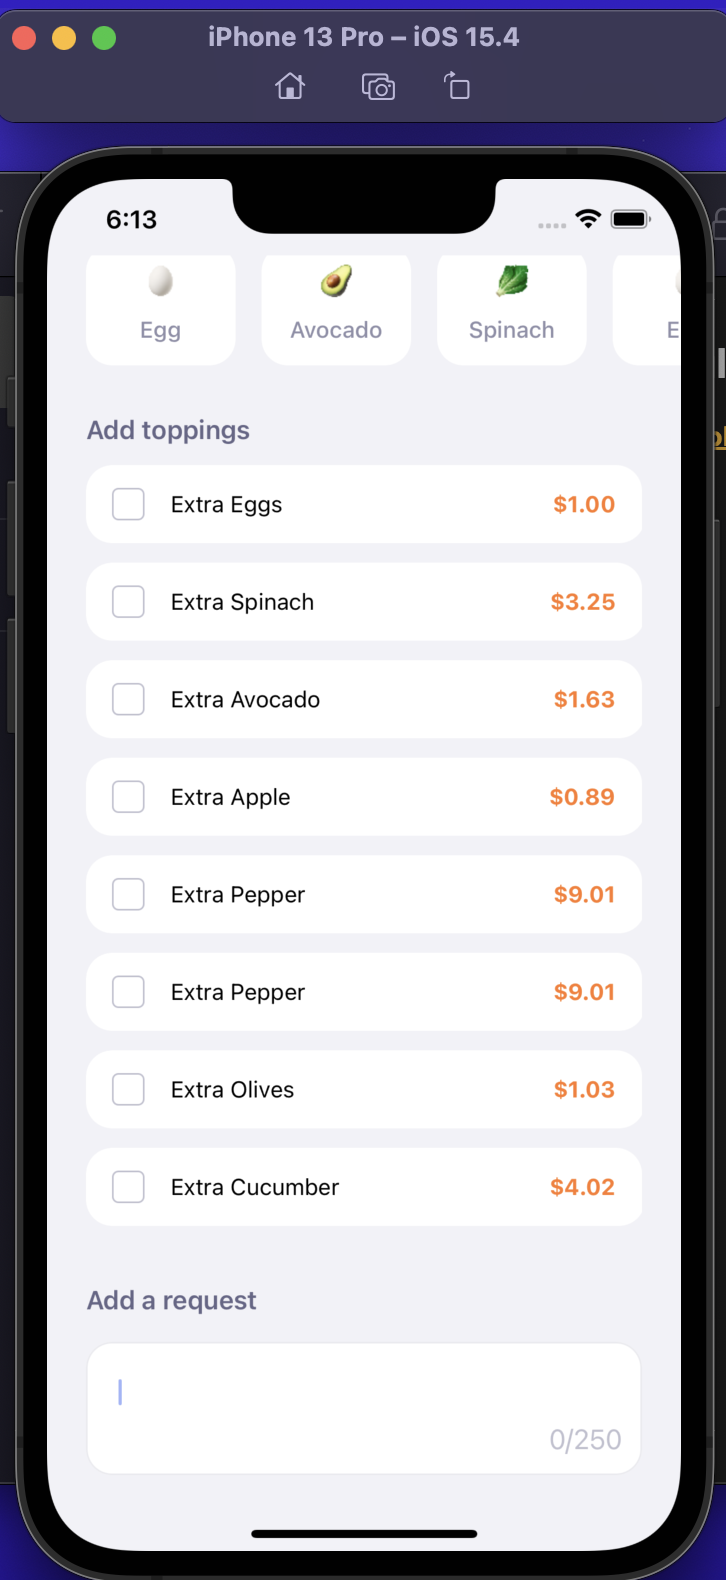 iPhone 13 Pro – iOS 15.4
6:13
Egg Avocado Spinach
Add toppings
Extra Eggs $1.00
Extra Spinach $3.25
Extra Avocado $1.63
Extra Apple $0.89
Extra Pepper $9.01
Extra Pepper $9.01
Extra Olives $1.03
Extra Cucumber $4.02
Add a request
0/250